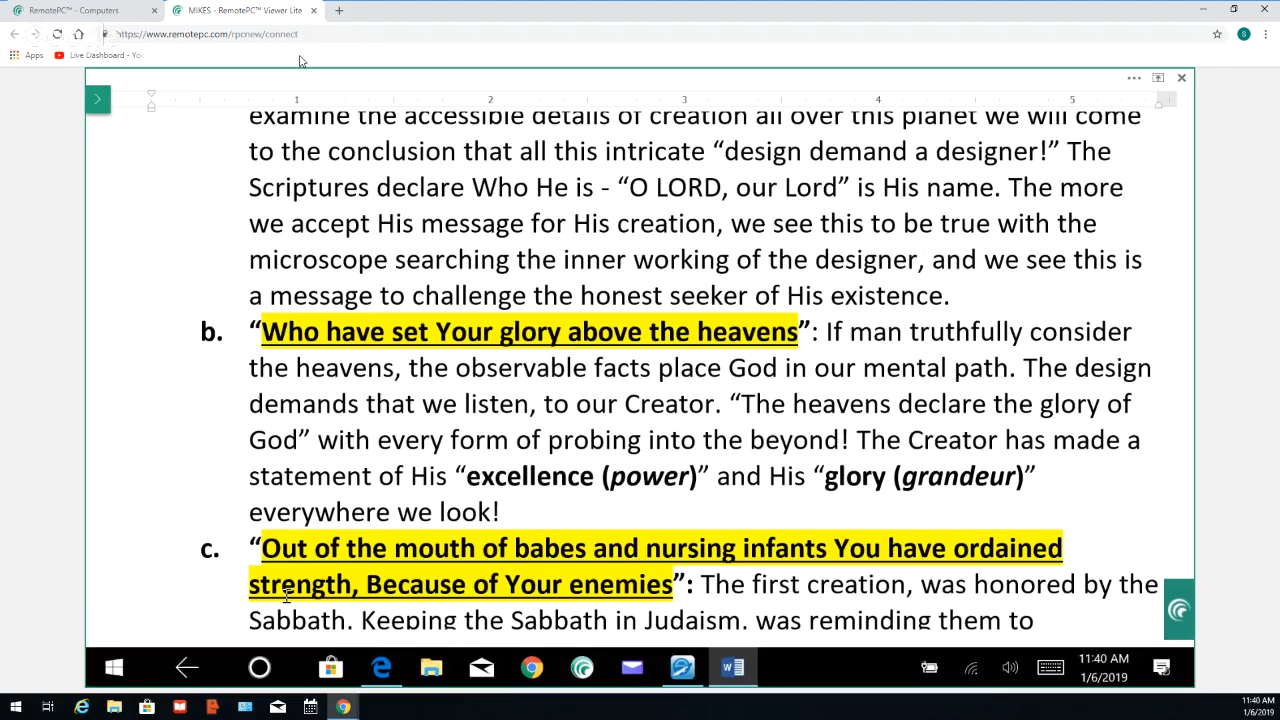 RemotePC™ - Computers
MIKES - RemotePC™ Viewer Lite
https://www.remotepc.com/rpcnew/connect
S
Apps
Live Dashboard - Yo
1 2 3 4 5
examine the accessible details of creation all over this planet we will come
to the conclusion that all this intricate “design demand a designer!” The
Scriptures declare Who He is - “O LORD, our Lord” is His name. The more
we accept His message for His creation, we see this to be true with the
microscope searching the inner working of the designer, and we see this is
a message to challenge the honest seeker of His existence.
b. “Who have set Your glory above the heavens”: If man truthfully consider
the heavens, the observable facts place God in our mental path. The design
demands that we listen, to our Creator. “The heavens declare the glory of
God” with every form of probing into the beyond! The Creator has made a
statement of His “excellence (power)” and His “glory (grandeur)”
everywhere we look!
c. “Out of the mouth of babes and nursing infants You have ordained
strength, Because of Your enemies”: The first creation, was honored by the
Sabbath. Keeping the Sabbath in Judaism, was reminding them to
11:40 AM
1/6/2019
11:40 AM
1/6/2019